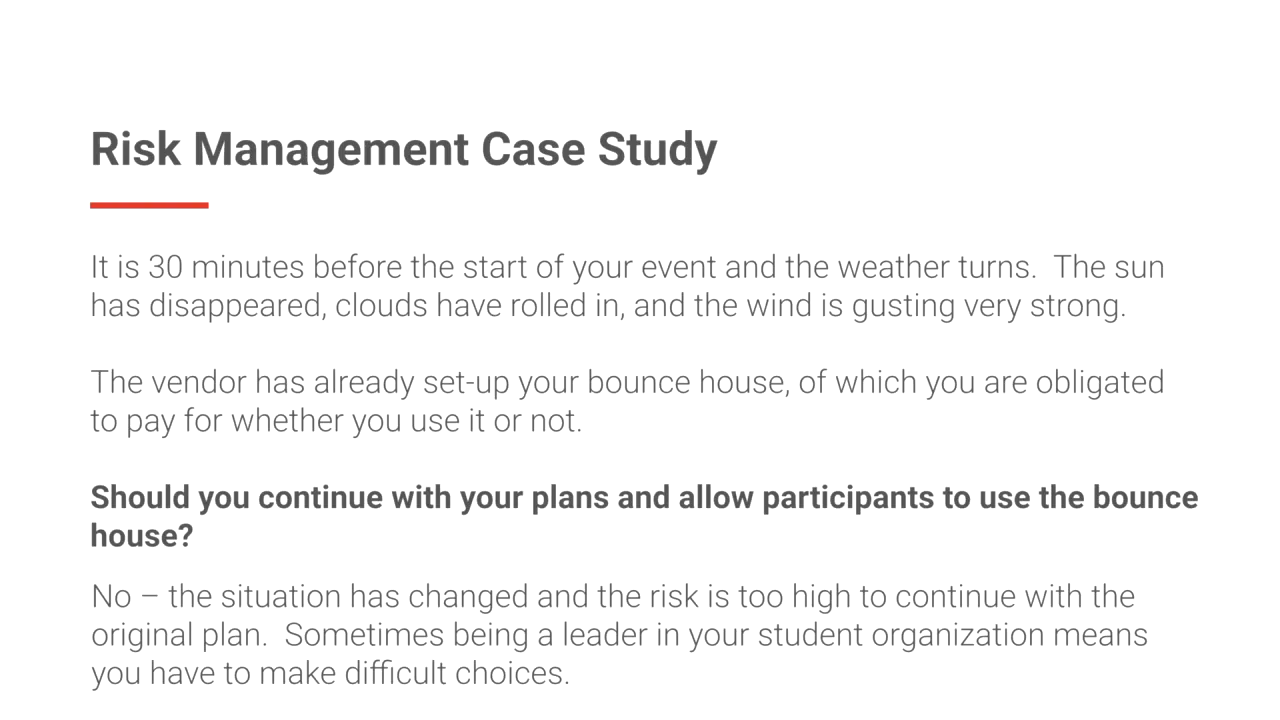 Risk Management Case Study
It is 30 minutes before the start of your event and the weather turns.  The sun
has disappeared, clouds have rolled in, and the wind is gusting very strong.
The vendor has already set-up your bounce house, of which you are obligated
to pay for whether you use it or not.
Should you continue with your plans and allow participants to use the bounce
house?
No – the situation has changed and the risk is too high to continue with the
original plan.  Sometimes being a leader in your student organization means
you have to make difficult choices.